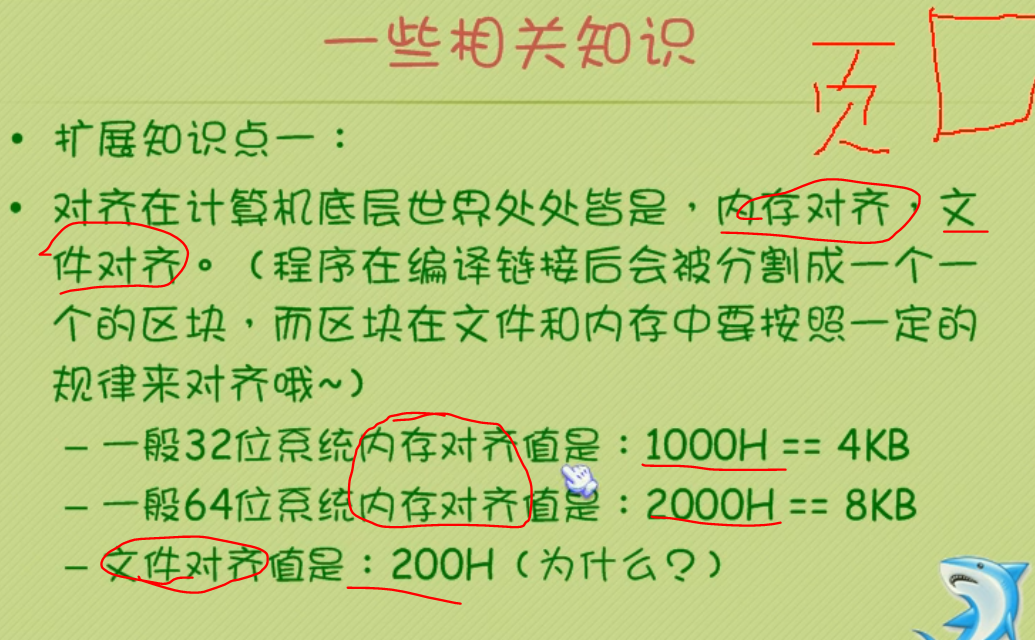 一些相关知识
页
• 扩展知识点一：
• 对齐在计算机底层世界处处皆是，内存对齐，文
件对齐。（程序在编译链接后会被分割成一个一
个的区块，而区块在文件和内存中要按照一定的
规律来对齐哦~）
– 一般32位系统内存对齐值是：1000H == 4KB
– 一般64位系统内存对齐值是：2000H == 8KB
– 文件对齐值是：200H（为什么？）